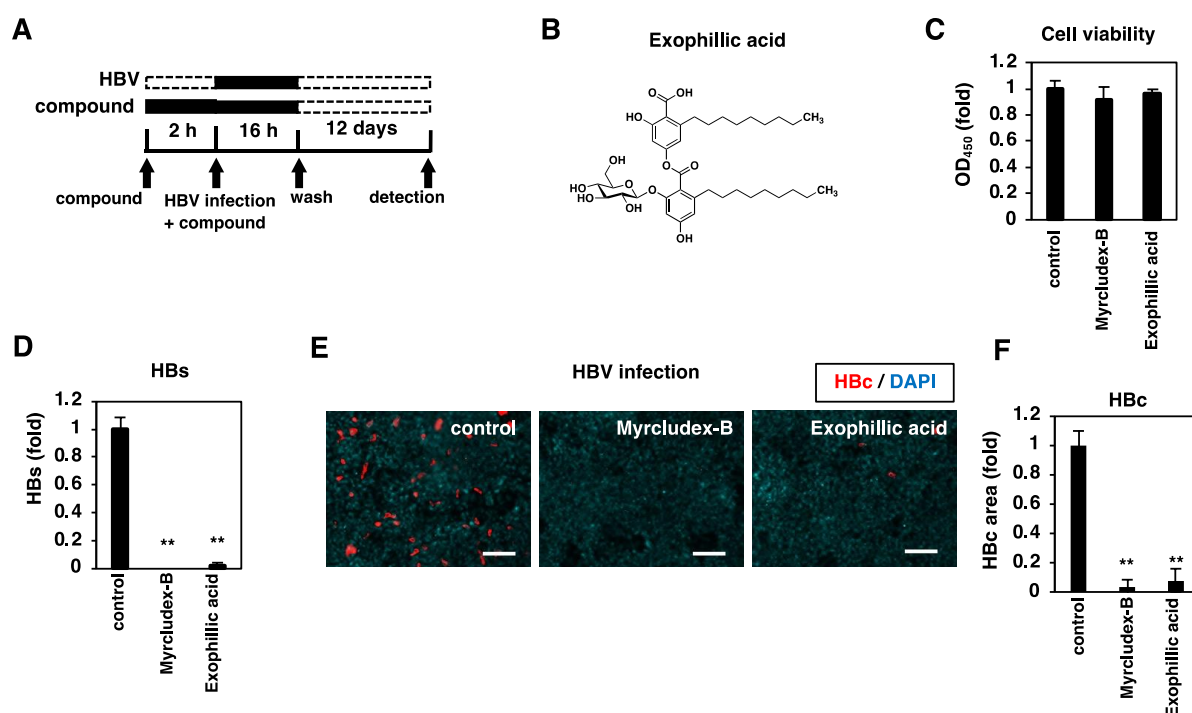 A
HBV
compound
2 h
16 h
12 days
compound
HBV infection
+ compound
wash
detection
B
Exophillic acid
O
OH
HO
CH3
O
O
OH
HO
HO
HO
OH
O
O
CH3
OH
C
Cell viability
OD450 (fold)
1.2
1
0.8
0.6
0.4
0.2
0
control
Myrcludex-B
Exophillic acid
D
HBs
HBs (fold)
1.2
1
0.8
0.6
0.4
0.2
0
**
**
control
Myrcludex-B
Exophillic acid
E
HBV infection
HBc / DAPI
control
Myrcludex-B
Exophillic acid
F
HBc
HBc area (fold)
1.2
1
0.8
0.6
0.4
0.2
0
**
**
control
Myrcludex-B
Exophillic acid